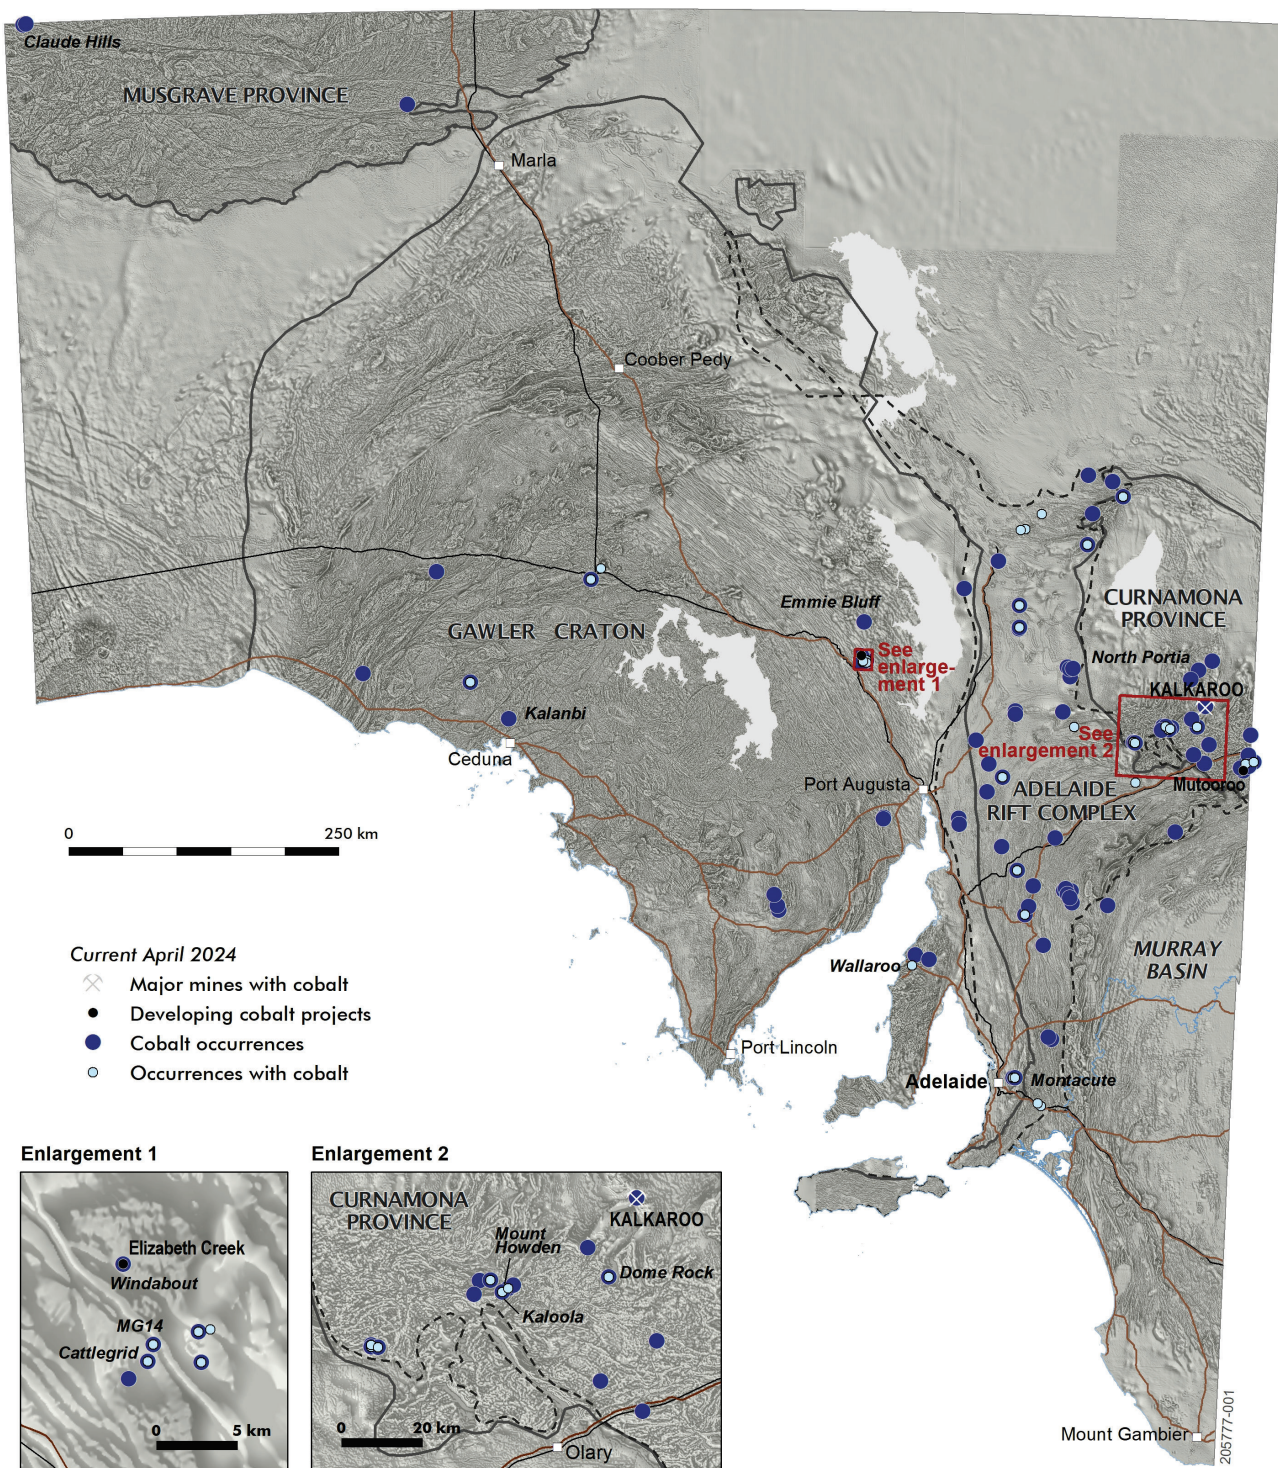 Claude Hills
MUSGRAVE PROVINCE
Marla
Coober Pedy
Emmie Bluff
GAWLER CRATON
See
enlarge-
ment 1
CURNAMONA
PROVINCE
North Portia
KALKAROO
Kalanbi
Ceduna
See
enlargement 2
Port Augusta
Mutooroo
ADELAIDE
RIFT COMPLEX
0
250 km
Current April 2024
Major mines with cobalt
Developing cobalt projects
Cobalt occurrences
Occurrences with cobalt
MURRAY
BASIN
Wallaroo
Port Lincoln
Adelaide
Montacute
Enlargement 1
Elizabeth Creek
Windabout
MG14
Cattlegrid
0
5 km
Enlargement 2
CURNAMONA
PROVINCE
KALKAROO
Mount
Howden
Dome Rock
Kaloola
0
20 km
Olary
Mount Gambier
205777-001